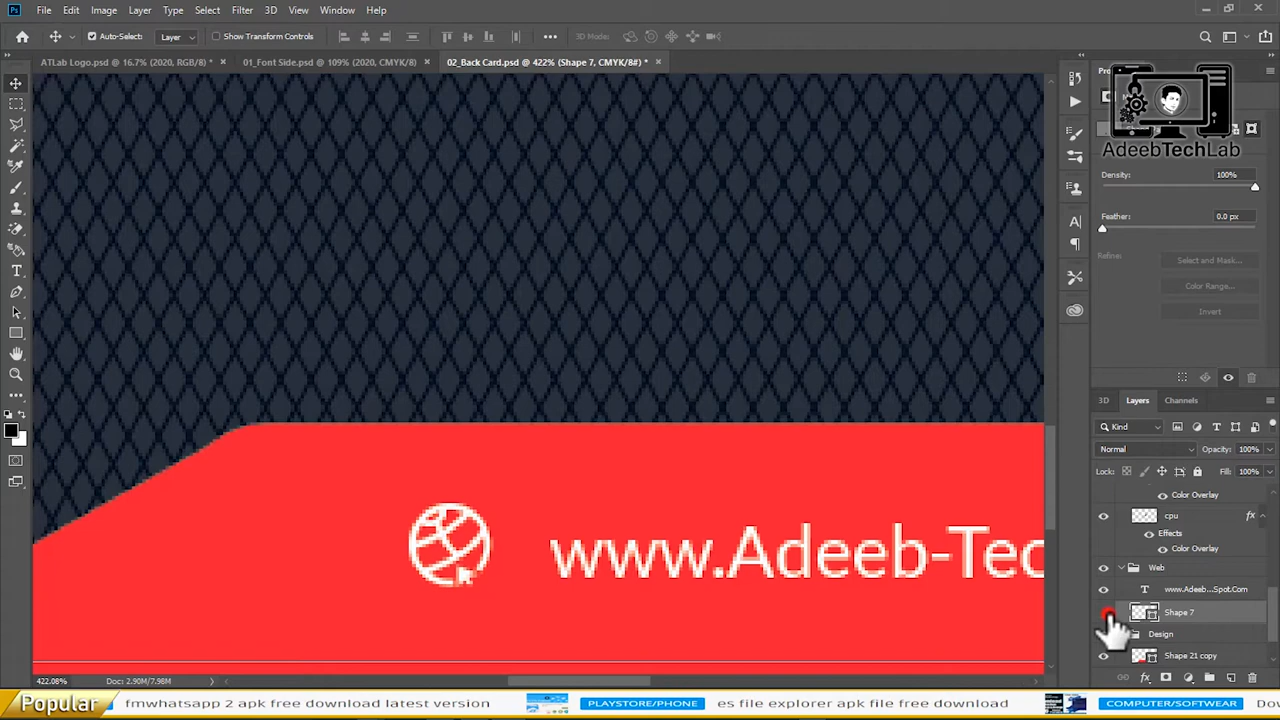 Ps File Edit Image Layer Type Select Filter 3D View Window Help
Auto-Select: Layer Show Transform Controls 3D Mode:
ATLab Logo.psd @ 16.7% (2020, RGB/8) * × 01_Font Side.psd @ 109% (2020, CMYK/8) × 02_Back Card.psd @ 422% (Shape 7, CMYK/8#) * ×
AdeebTechLab
Density: 100%
Feather: 0.0 px
Refine: Select and Mask...
Color Range...
Invert
3D Layers Channels
Kind
Normal Opacity: 100%
Lock: Fill: 100%
Color Overlay
cpu fx
Effects
Color Overlay
Web
T www.Adeeb...Spot.Com
Shape 7
Design
Shape 21 copy
www.Adeeb-Tec
422.08% Doc: 2.90M/7.98M
Popular fmwhatsapp 2 apk free download latest version PLAYSTORE/PHONE es file explorer apk file free download COMPUTER/SOFTWARE